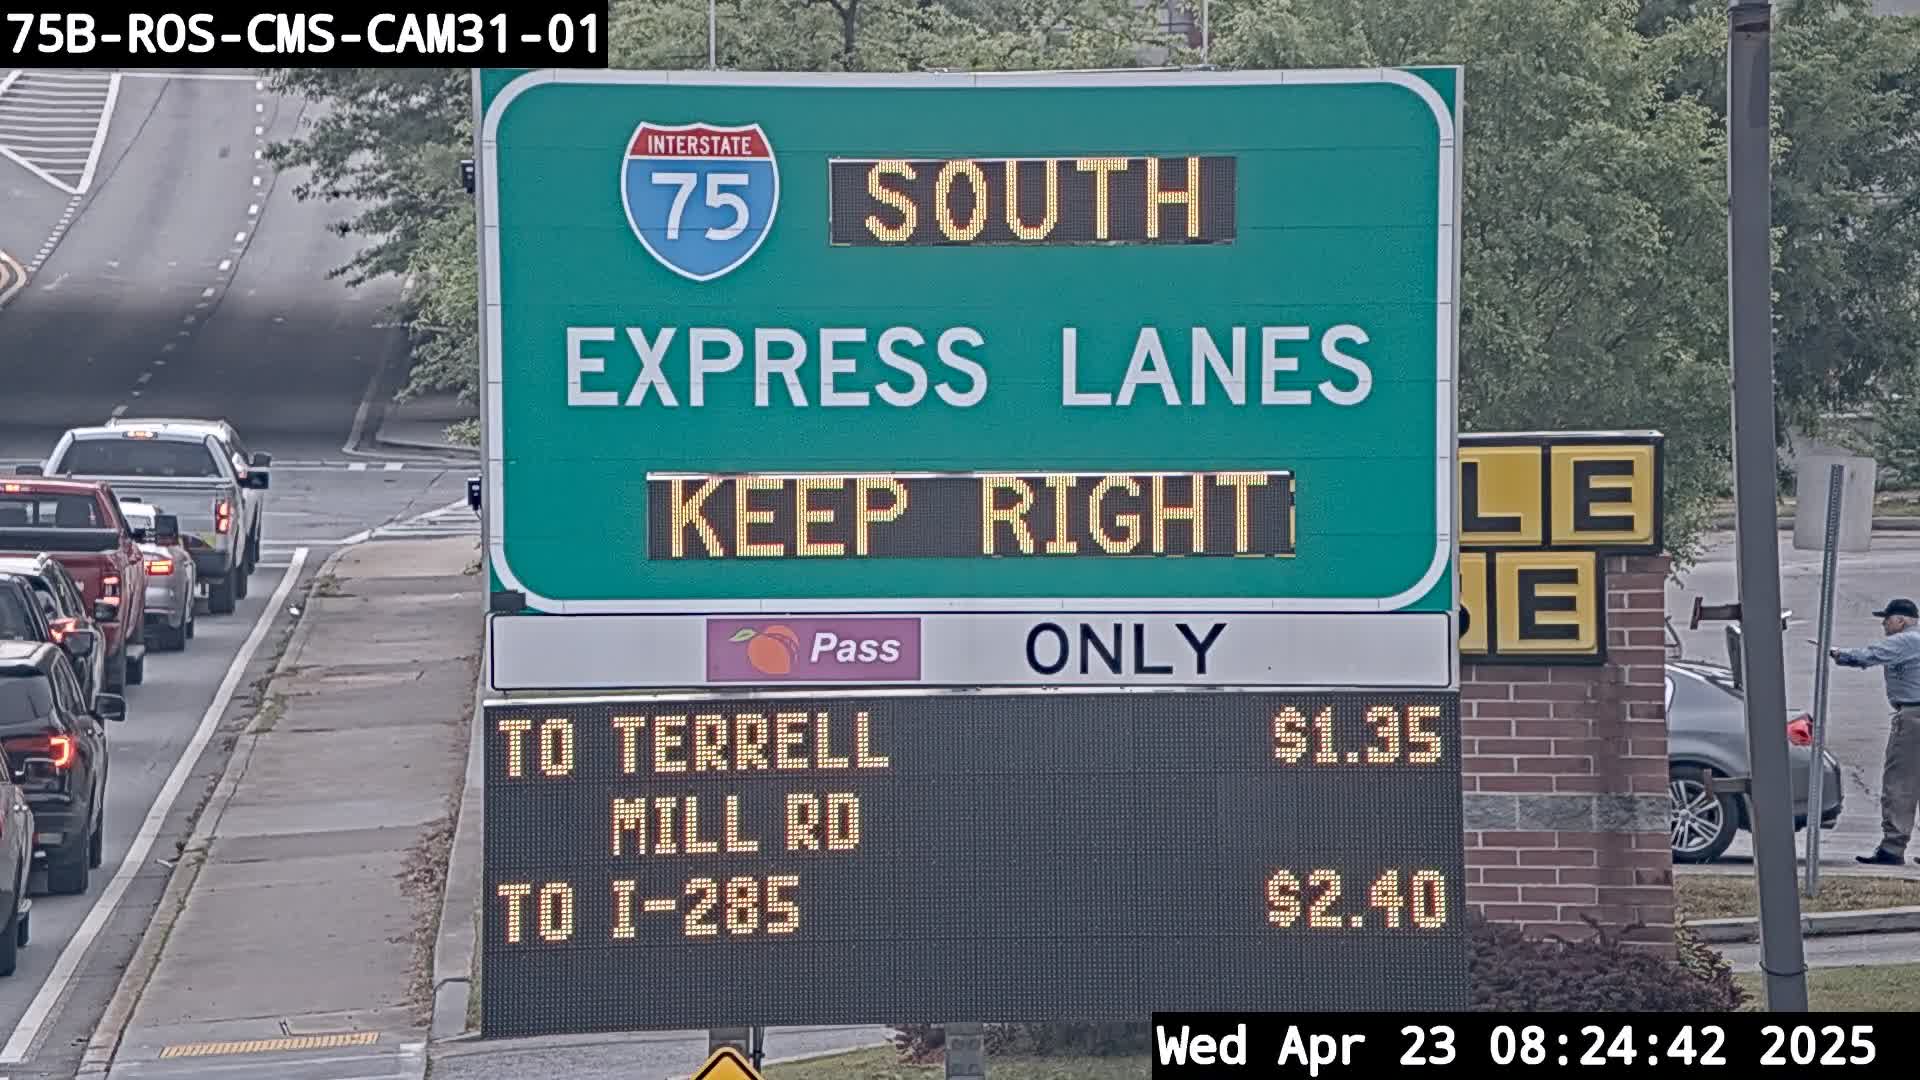 75B-ROS-CMS-CAM31-01
INTERSTATE
75
SOUTH
EXPRESS LANES
KEEP RIGHT
LE
E
Pass ONLY
TO TERRELL $1.35
MILL RD
TO I-285 $2.40
Wed Apr 23 08:24:42 2025